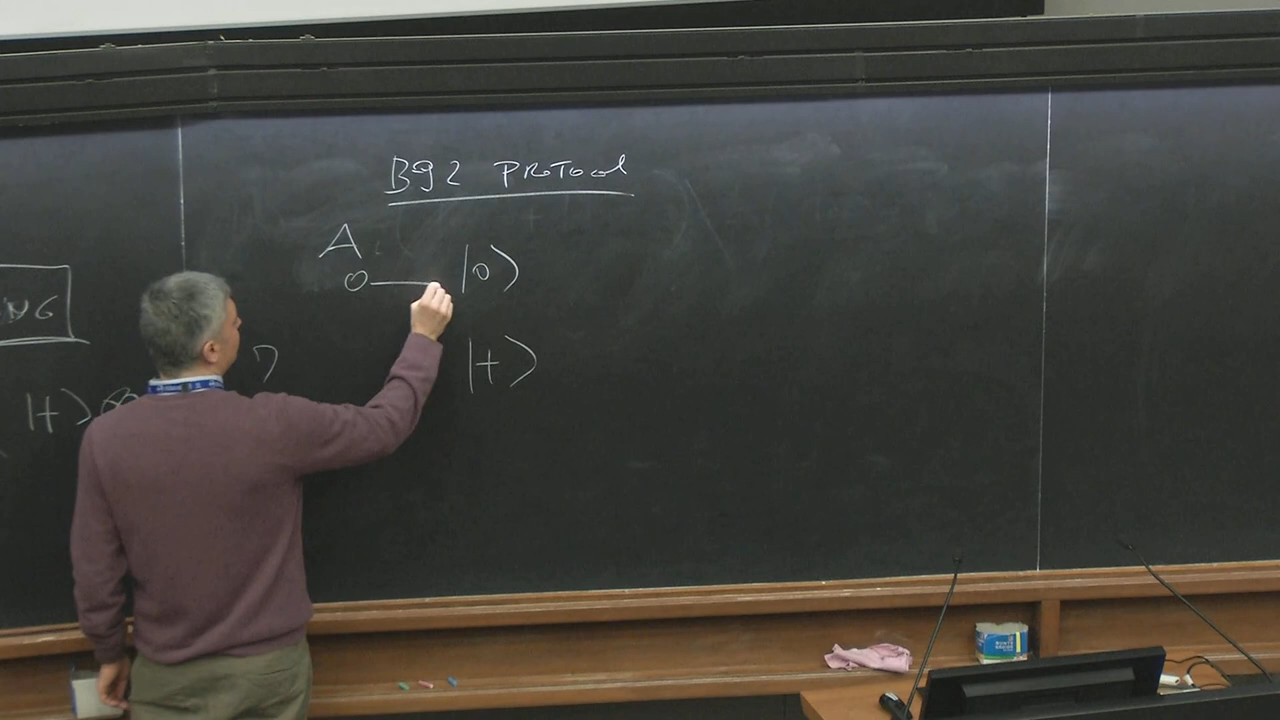 B92 PROTOCOL
A
0 — |0⟩
|+⟩
|+⟩